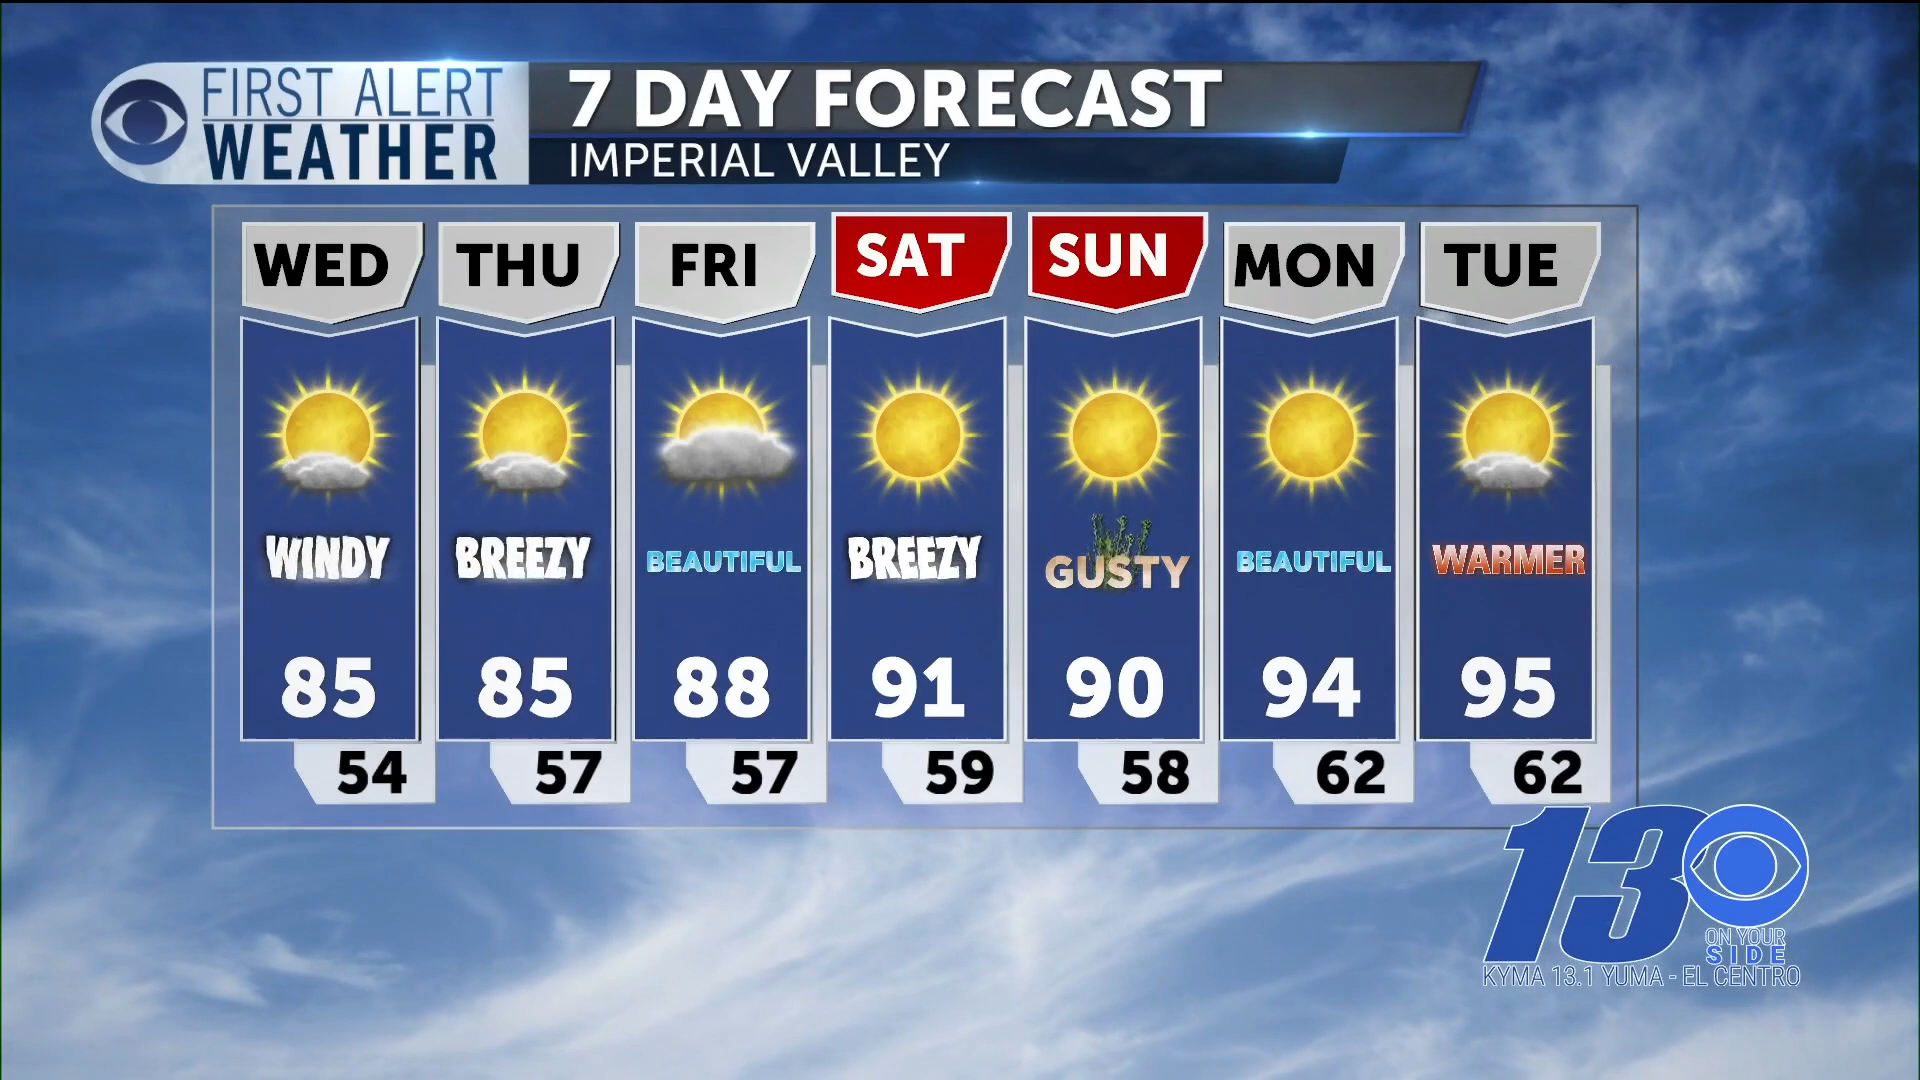 FIRST ALERT
WEATHER
7 DAY FORECAST
IMPERIAL VALLEY
WED THU FRI SAT SUN MON TUE
WINDY BREEZY BEAUTIFUL BREEZY GUSTY BEAUTIFUL WARMER
85 85 88 91 90 94 95
54 57 57 59 58 62 62
13
ON YOUR
SIDE
KYMA 13.1 YUMA - EL CENTRO